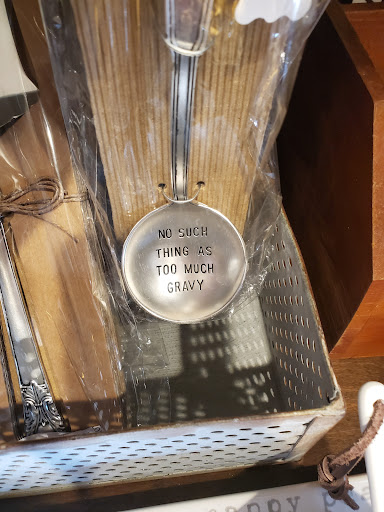 NO SUCH
THING AS
TOO MUCH
GRAVY